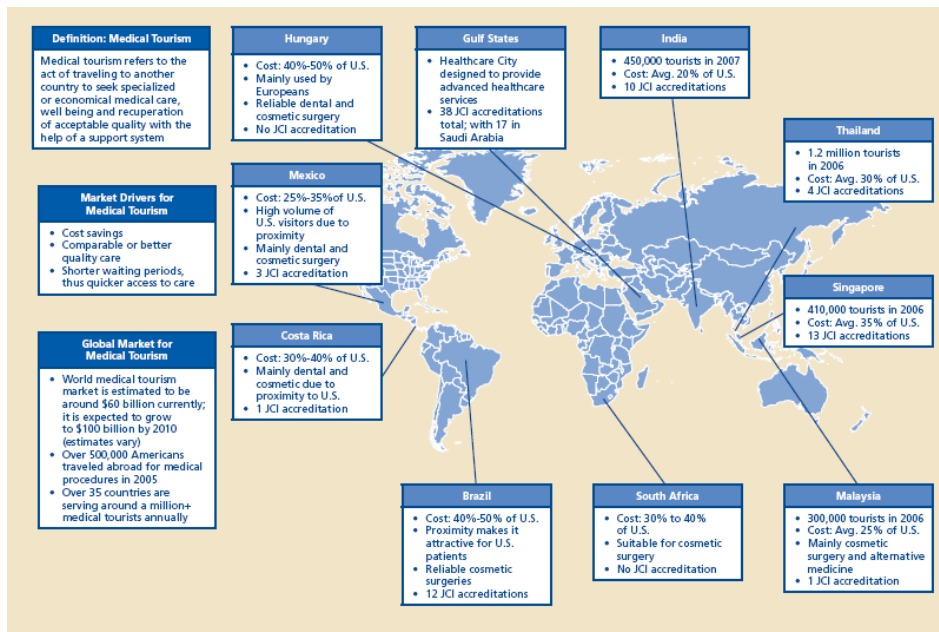 Definition: Medical Tourism
Medical tourism refers to the
act of traveling to another
country to seek specialized
or economical medical care,
well being and recuperation
of acceptable quality with the
help of a support system
Market Drivers for
Medical Tourism
• Cost savings
• Comparable or better
quality care
• Shorter waiting periods,
thus quicker access to care
Global Market for
Medical Tourism
• World medical tourism
market is estimated to be
around $60 billion currently;
it is expected to grow
to $100 billion by 2010
(estimates vary)
• Over 500,000 Americans
traveled abroad for medical
procedures in 2005
• Over 35 countries are
serving around a million+
medical tourists annually
Hungary
• Cost: 40%-50% of U.S.
• Mainly used by
Europeans
• Reliable dental and
cosmetic surgery
• No JCI accreditation
Gulf States
• Healthcare City
designed to provide
advanced healthcare
services
• 38 JCI accreditations
total; with 17 in
Saudi Arabia
India
• 450,000 tourists in 2007
• Cost: Avg. 20% of U.S.
• 10 JCI accreditations
Thailand
• 1.2 million tourists
in 2006
• Cost: Avg. 30% of U.S.
• 4 JCI accreditations
Mexico
• Cost: 25%-35%of U.S.
• High volume of
U.S. visitors due to
proximity
• Mainly dental and
cosmetic surgery
• 3 JCI accreditation
Singapore
• 410,000 tourists in 2006
• Cost: Avg. 35% of U.S.
• 13 JCI accreditations
Costa Rica
• Cost: 30%-40% of U.S.
• Mainly dental and
cosmetic due to
proximity to U.S.
• 1 JCI accreditation
Brazil
• Cost: 40%-50% of U.S.
• Proximity makes it
attractive for U.S.
patients
• Reliable cosmetic
surgeries
• 12 JCI accreditations
South Africa
• Cost: 30% to 40%
of U.S.
• Suitable for cosmetic
surgery
• No JCI accreditation
Malaysia
• 300,000 tourists in 2006
• Cost: Avg. 25% of U.S.
• Mainly cosmetic
surgery and alternative
medicine
• 1 JCI accreditation